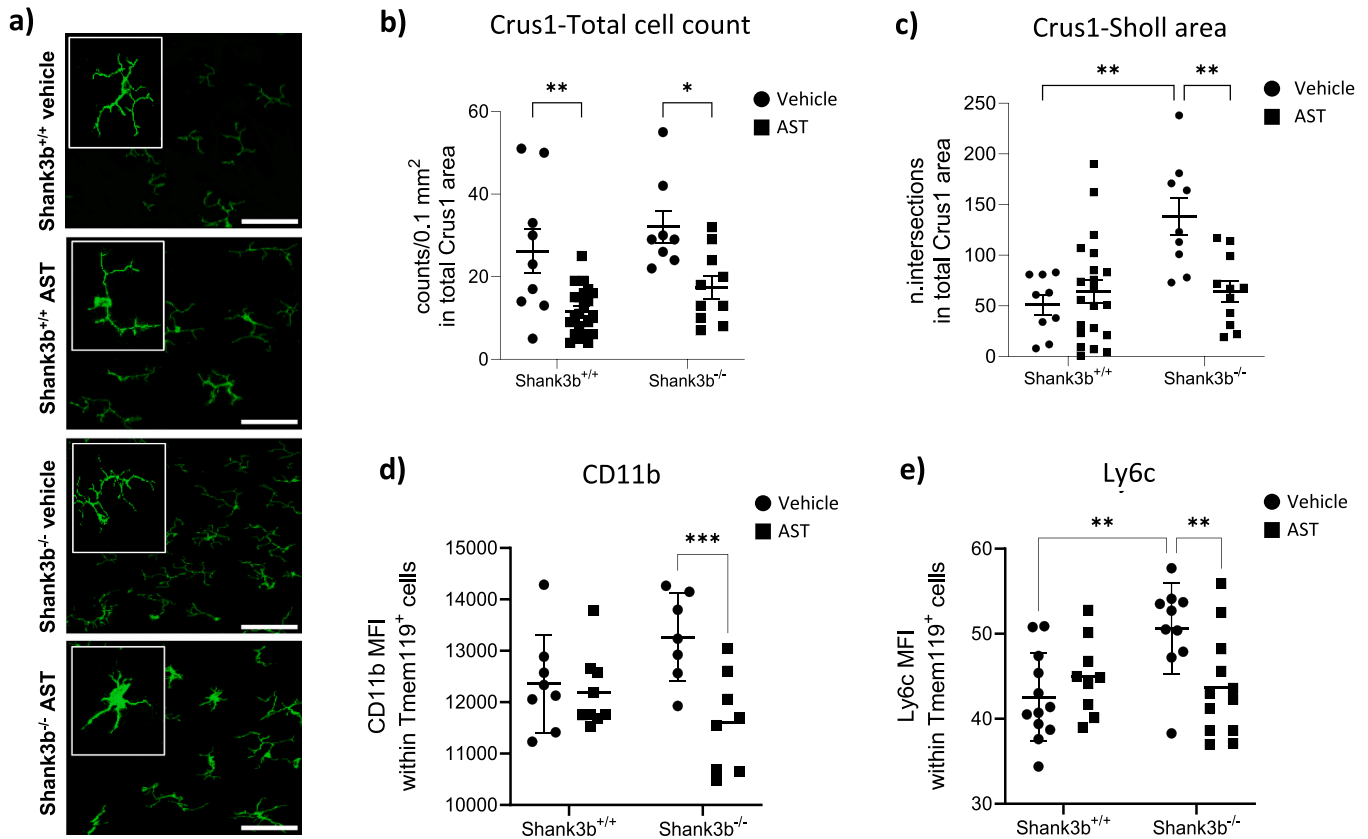 a)
Shank3b+/+ vehicle
Shank3b+/+ AST
Shank3b-/- vehicle
Shank3b-/- AST
b)
Crus1-Total cell count
** *
Vehicle
AST
counts/0.1 mm2
in total Crus1 area
60
40
20
0
Shank3b+/+ Shank3b-/-
c)
Crus1-Sholl area
** **
Vehicle
AST
n.intersections
in total Crus1 area
250
200
150
100
50
0
Shank3b+/+ Shank3b-/-
d)
CD11b
***
Vehicle
AST
CD11b MFI
within Tmem119+ cells
15000
14000
13000
12000
11000
10000
Shank3b+/+ Shank3b-/-
e)
Ly6c
** **
Vehicle
AST
Ly6c MFI
within Tmem119+ cells
60
50
40
30
Shank3b+/+ Shank3b-/-